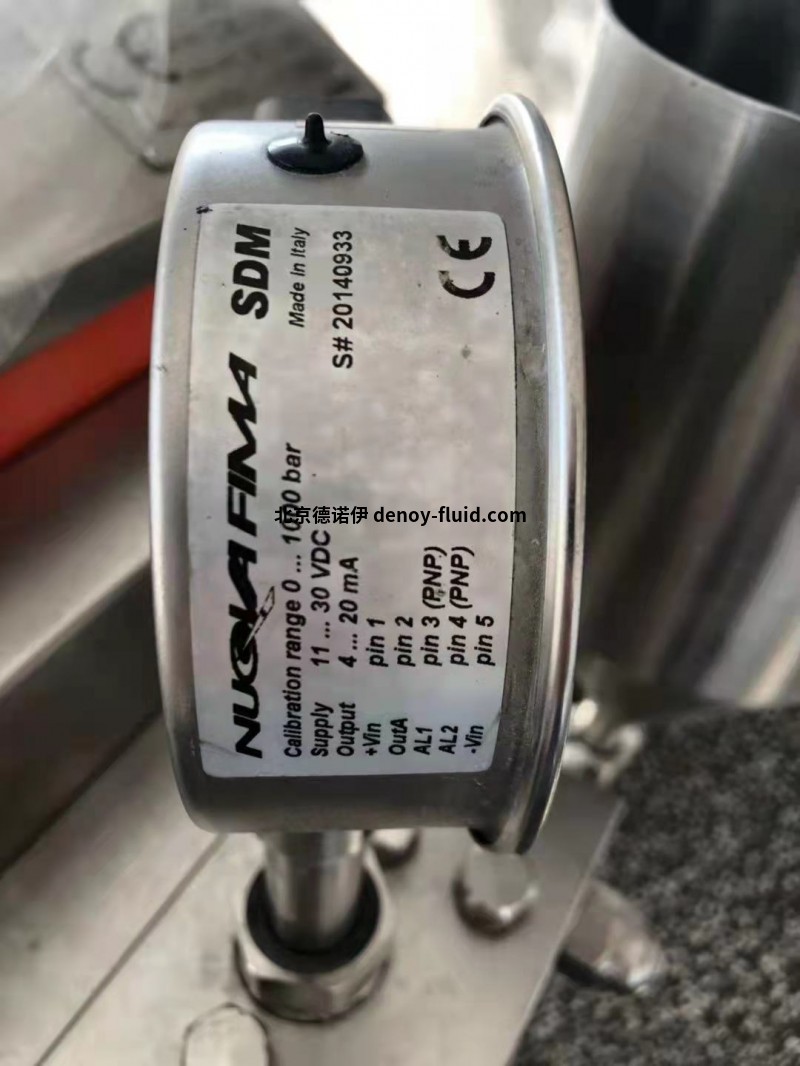 NUOVA FIMA SDM
Made in Italy
Calibration range 0 ... 1000 bar
Supply 11 ... 30 VDC
S# 20140933
Output 4 ... 20 mA
+Vin pin 1
OutA pin 2
AL1 pin 3 (PNP)
AL2 pin 4 (PNP)
-Vin pin 5
CE
北京德诺伊 denoy-fluid.com